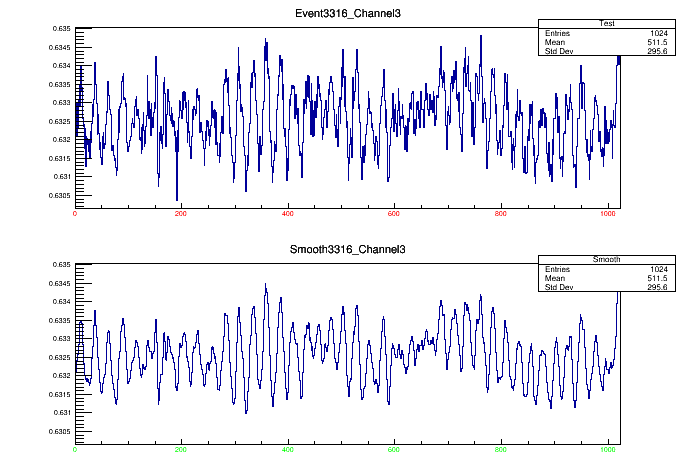 Event3316_Channel3
Test
Entries 1024
Mean 511.5
Std Dev 295.6
0.635
0.6345
0.634
0.6335
0.633
0.6325
0.632
0.6315
0.631
0.6305
0 200 400 600 800 1000
Smooth3316_Channel3
Smooth
Entries 1024
Mean 511.5
Std Dev 295.6
0.635
0.6345
0.634
0.6335
0.633
0.6325
0.632
0.6315
0.631
0.6305
0 200 400 600 800 1000